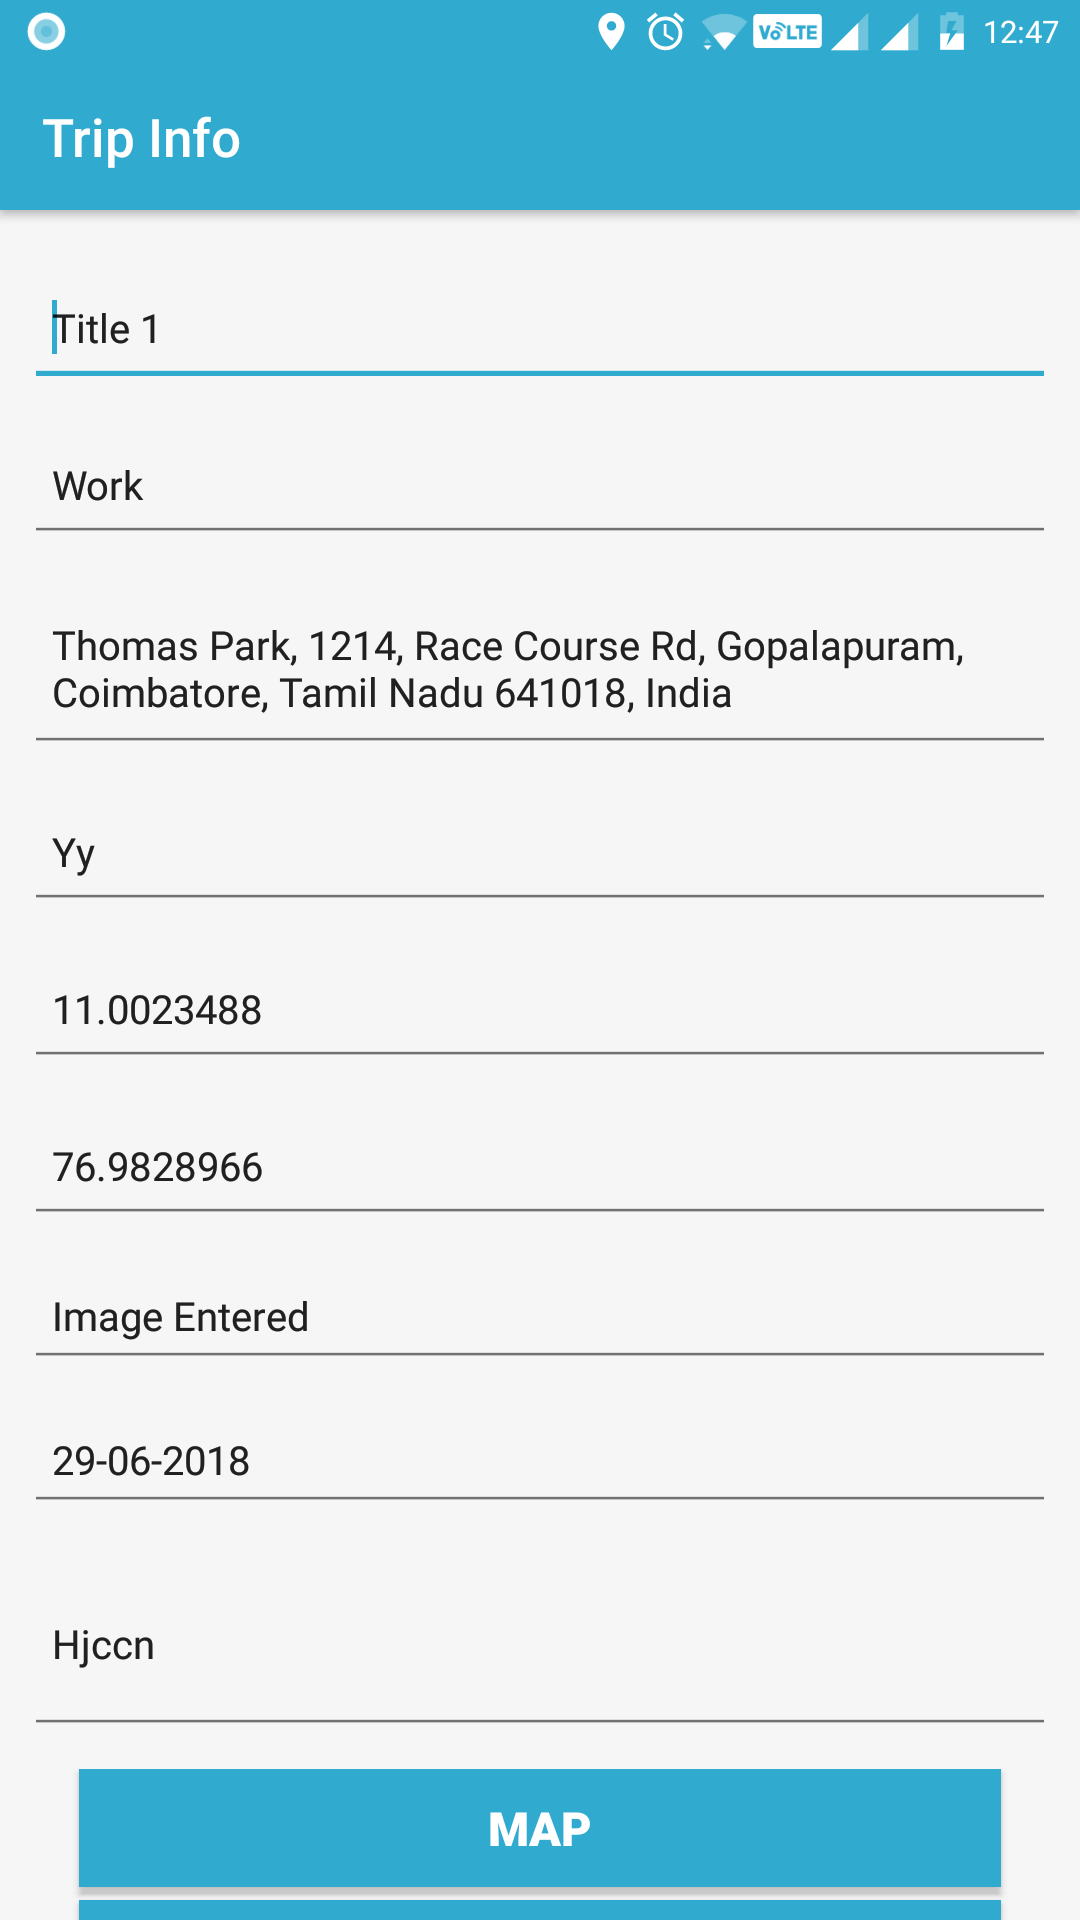 VoLTE 12:47
Trip Info
Title 1
Work
Thomas Park, 1214, Race Course Rd, Gopalapuram,
Coimbatore, Tamil Nadu 641018, India
Yy
11.0023488
76.9828966
Image Entered
29-06-2018
Hjccn
MAP